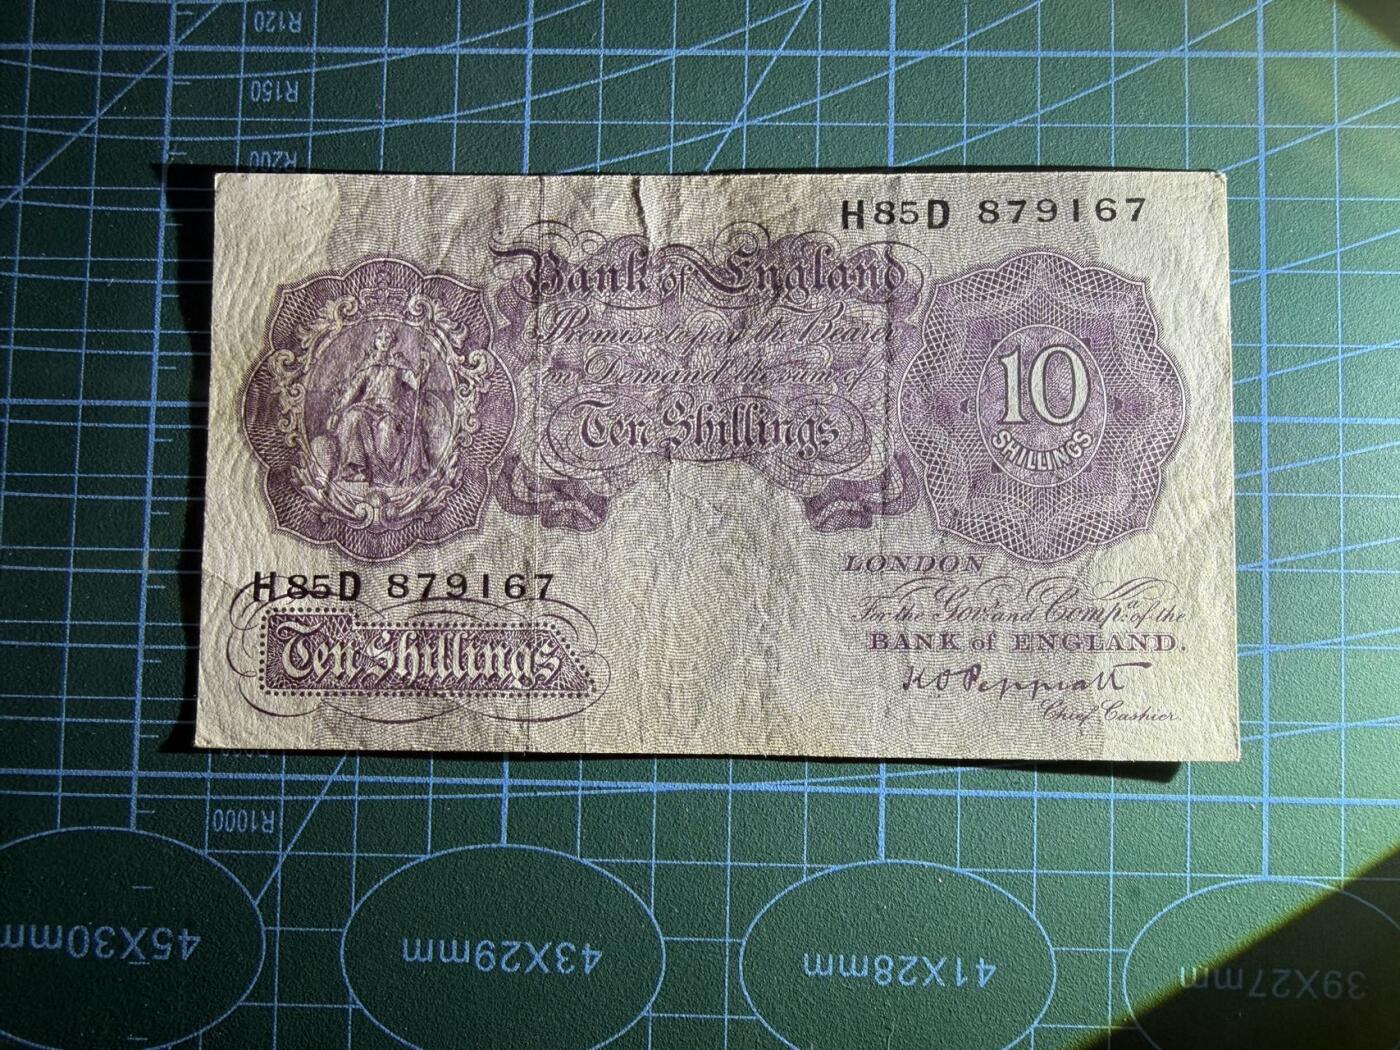 R120
R150
R200
H85D 879167
Bank of England
Promise to pay the Bearer
on Demand the sum of
Ten Shillings
10
SHILLINGS
LONDON
For the Govr. and Compa. of the
BANK of ENGLAND.
K O Peppiatt
Chief Cashier.
H85D 879167
Ten Shillings
R1000
45X30mm
43X29mm
41X28mm
39X27mm